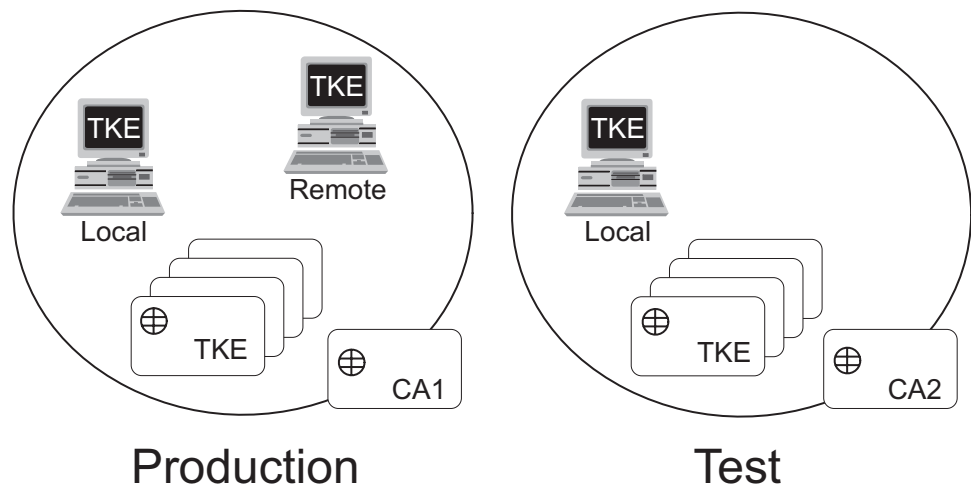 TKE
TKE
Remote
Local
TKE
CA1
Production
TKE
Local
TKE
CA2
Test